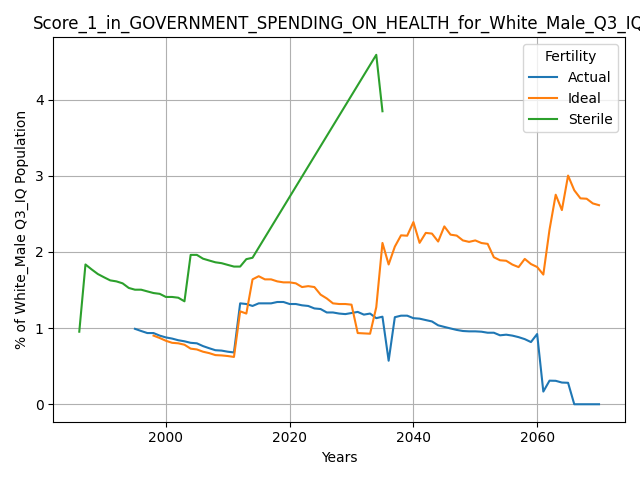 Score_1_in_GOVERNMENT_SPENDING_ON_HEALTH_for_White_Male_Q3_IQ
Fertility
Actual
Ideal
Sterile
% of White_Male Q3_IQ Population
4
3
2
1
0
2000 2020 2040 2060
Years